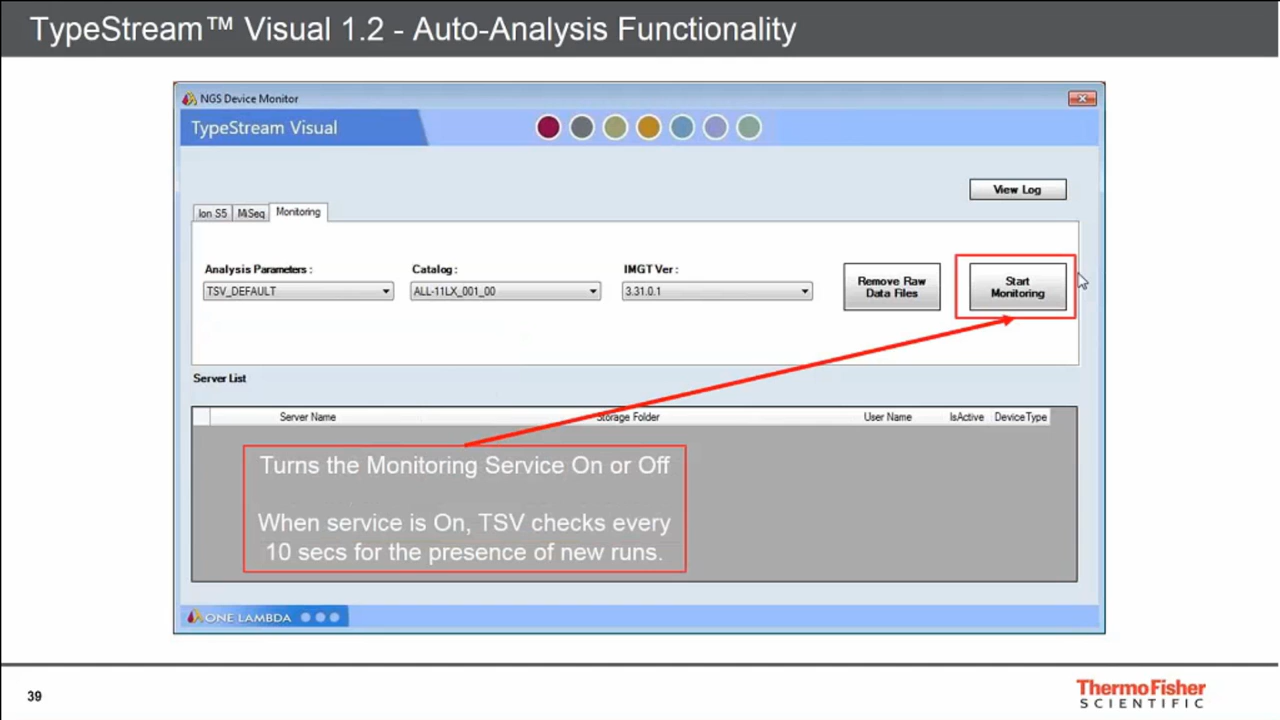 TypeStream™ Visual 1.2 - Auto-Analysis Functionality
NGS Device Monitor
TypeStream Visual
View Log
Ion S5 MiSeq Monitoring
Analysis Parameters : Catalog : IMGT Ver :
TSV_DEFAULT ALL-11LX_001_00 3.31.0.1
Remove Raw
Data Files
Start
Monitoring
Server List
Server Name Storage Folder User Name IsActive DeviceType
Turns the Monitoring Service On or Off
When service is On, TSV checks every
10 secs for the presence of new runs.
ONE LAMBDA
39
ThermoFisher
SCIENTIFIC